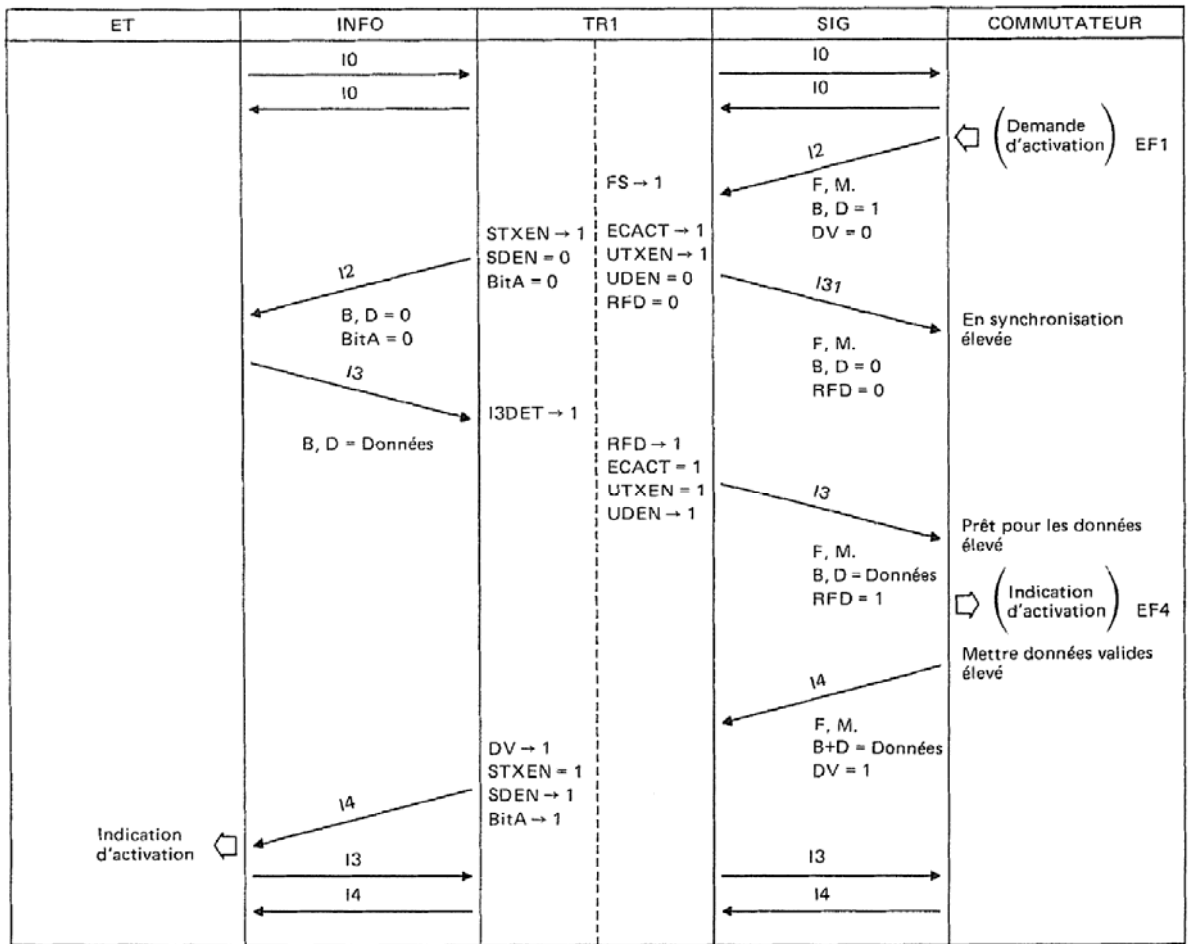 ET INFO TR1 SIG COMMUTATEUR
I0 I0
I0 I0
(Demande
d'activation) EF1
I2
FS → 1
F, M.
B, D = 1
DV = 0
STXEN → 1
SDEN = 0
BitA = 0
ECACT → 1
UTXEN → 1
UDEN = 0
RFD = 0
I2
B, D = 0
BitA = 0
I31
F, M.
B, D = 0
RFD = 0
En synchronisation
élevée
I3
B, D = Données
I3DET → 1
RFD → 1
ECACT = 1
UTXEN = 1
UDEN → 1
I3
F, M.
B, D = Données
RFD = 1
Prêt pour les données
élevé
(Indication
d'activation) EF4
Mettre données valides
élevé
I4
F, M.
B+D = Données
DV = 1
DV → 1
STXEN = 1
SDEN → 1
BitA → 1
I4
Indication
d'activation
I3 I3
I4 I4